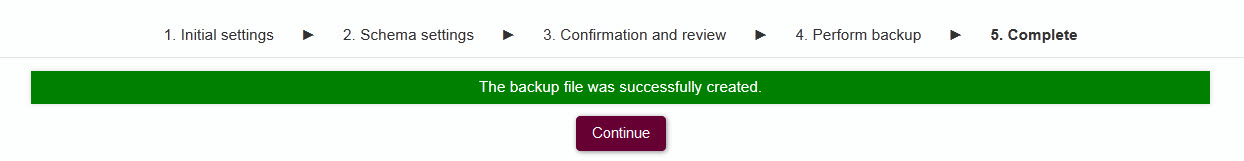 1. Initial settings ► 2. Schema settings ► 3. Confirmation and review ► 4. Perform backup ► 5. Complete
The backup file was successfully created.
Continue